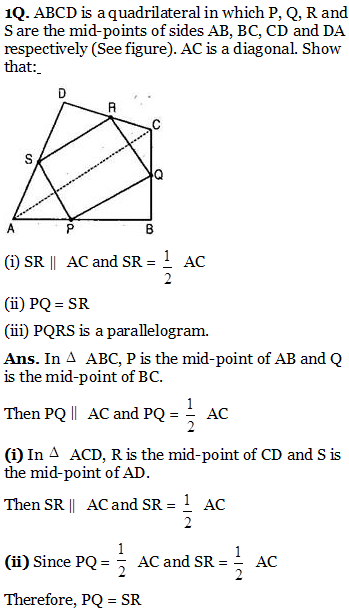 1Q. ABCD is a quadrilateral in which P, Q, R and
S are the mid-points of sides AB, BC, CD and DA
respectively (See figure). AC is a diagonal. Show
that:_
D
R
C
S
Q
A
P
B
(i) SR || AC and SR = 1/2 AC
(ii) PQ = SR
(iii) PQRS is a parallelogram.
Ans. In Δ ABC, P is the mid-point of AB and Q
is the mid-point of BC.
Then PQ || AC and PQ = 1/2 AC
(i) In Δ ACD, R is the mid-point of CD and S is
the mid-point of AD.
Then SR || AC and SR = 1/2 AC
(ii) Since PQ = 1/2 AC and SR = 1/2 AC
Therefore, PQ = SR